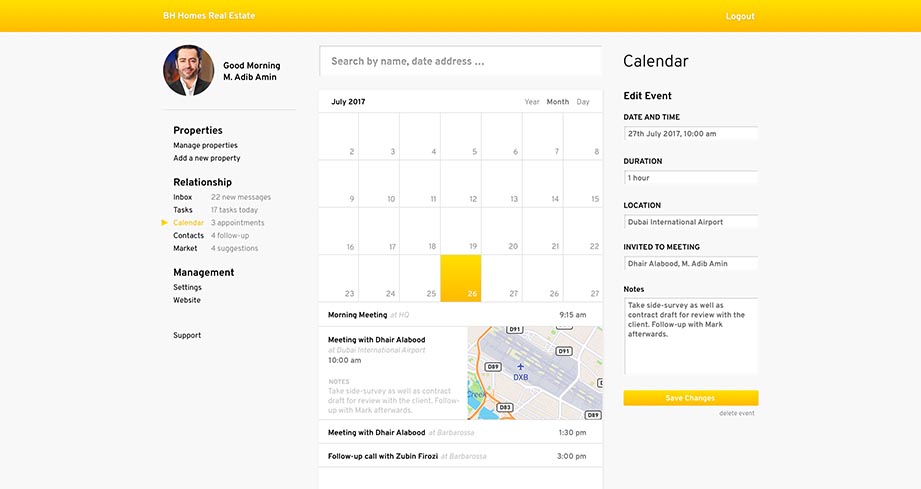 BH Homes Real Estate
Logout
Good Morning
M. Adib Amin
Properties
Manage properties
Add a new property
Relationship
Inbox 22 new messages
Tasks 17 tasks today
Calendar 3 appointments
Contacts 4 follow-up
Market 4 suggestions
Management
Settings
Website
Support
Search by name, date address ...
July 2017 Year Month Day
2 3 4 5 6 7 8
9 10 11 12 13 14 15
16 17 18 19 20 21 22
23 24 25 26 27 26 27
Morning Meeting at HQ 9:15 am
Meeting with Dhair Alabood
at Dubai International Airport
10:00 am
NOTES
Take side-survey as well as contract
draft for review with the client. Follow-
up with Mark afterwards.
D91
D91
D89
DXB
Creek
D83
D89
Meeting with Dhair Alabood at Barbarossa 1:30 pm
Follow-up call with Zubin Firozi at Barbarossa 3:00 pm
Calendar
Edit Event
DATE AND TIME
27th July 2017, 10:00 am
DURATION
1 hour
LOCATION
Dubai International Airport
INVITED TO MEETING
Dhair Alabood, M. Adib Amin
Notes
Take side-survey as well as
contract draft for review with the
client. Follow-up with Mark
afterwards.
Save Changes
delete event